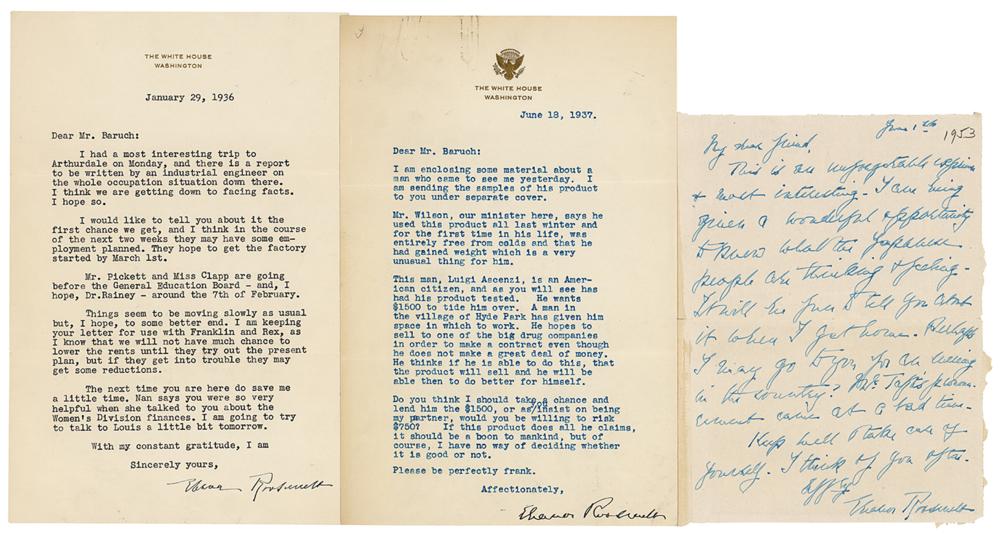 THE WHITE HOUSE
WASHINGTON
January 29, 1936
Dear Mr. Baruch:
I had a most interesting trip to
Arthurdale on Monday, and there is a report
to be written by an industrial engineer on
the whole occupation situation down there.
I think we are getting down to facing facts.
I hope so.
I would like to tell you about it the
first chance we get, and I think in the course
of the next two weeks they may have some em-
ployment planned. They hope to get the factory
started by March 1st.
Mr. Pickett and Miss Clapp are going
before the General Education Board - and, I
hope, Dr.Rainey - around the 7th of February.
Things seem to be moving slowly as usual
but, I hope, to some better end. I am keeping
your letter for use with Franklin and Rex, as
I know that we will not have much chance to
lower the rents until they try out the present
plan, but if they get into trouble they may
get some reductions.
The next time you are here do save me
a little time. Nan says you were so very
helpful when she talked to you about the
Women's Division finances. I am going to try
to talk to Louis a little bit tomorrow.
With my constant gratitude, I am
Sincerely yours,
Eleanor Roosevelt
THE WHITE HOUSE
WASHINGTON
June 18, 1937.
Dear Mr. Baruch:
I am enclosing some material about a
man who came to see me yesterday. I
am sending the samples of his product
to you under separate cover.
Mr. Wilson, our minister here, says he
used this product all last winter and
for the first time in his life, was
entirely free from colds and that he
had gained weight which is a very
unusual thing for him.
This man, Luigi Ascenzi, is an Amer-
ican citizen, and as you will see has
had his product tested. He wants
$1500 to tide him over. A man in
the village of Hyde Park has given him
space in which to work. He hopes to
sell to one of the big drug companies
in order to make a contract even though
he does not make a great deal of money.
He thinks if he is able to do this, that
the product will sell and he will be
able then to do better for himself.
Do you think I should take a chance and
lend him the $1500, or as/insist on being
my partner, would you be willing to risk
$750? If this product does all he claims,
it should be a boon to mankind, but of
course, I have no way of deciding whether
it is good or not.
Please be perfectly frank.
Affectionately,
Eleanor Roosevelt
June 1st 1953
My dear friend,
This is an unforgettable experience
& most interesting. I am being
given a wonderful opportunity
to know what the Japanese
people are thinking & feeling.
It will be fun to tell you about
it when I get home. Perhaps
I may go to you for an evening
in the country? Mr. Taft's pronoun-
cement came at a bad time.
Keep well & take care of
yourself. I think of you often.
Affly
Eleanor Roosevelt